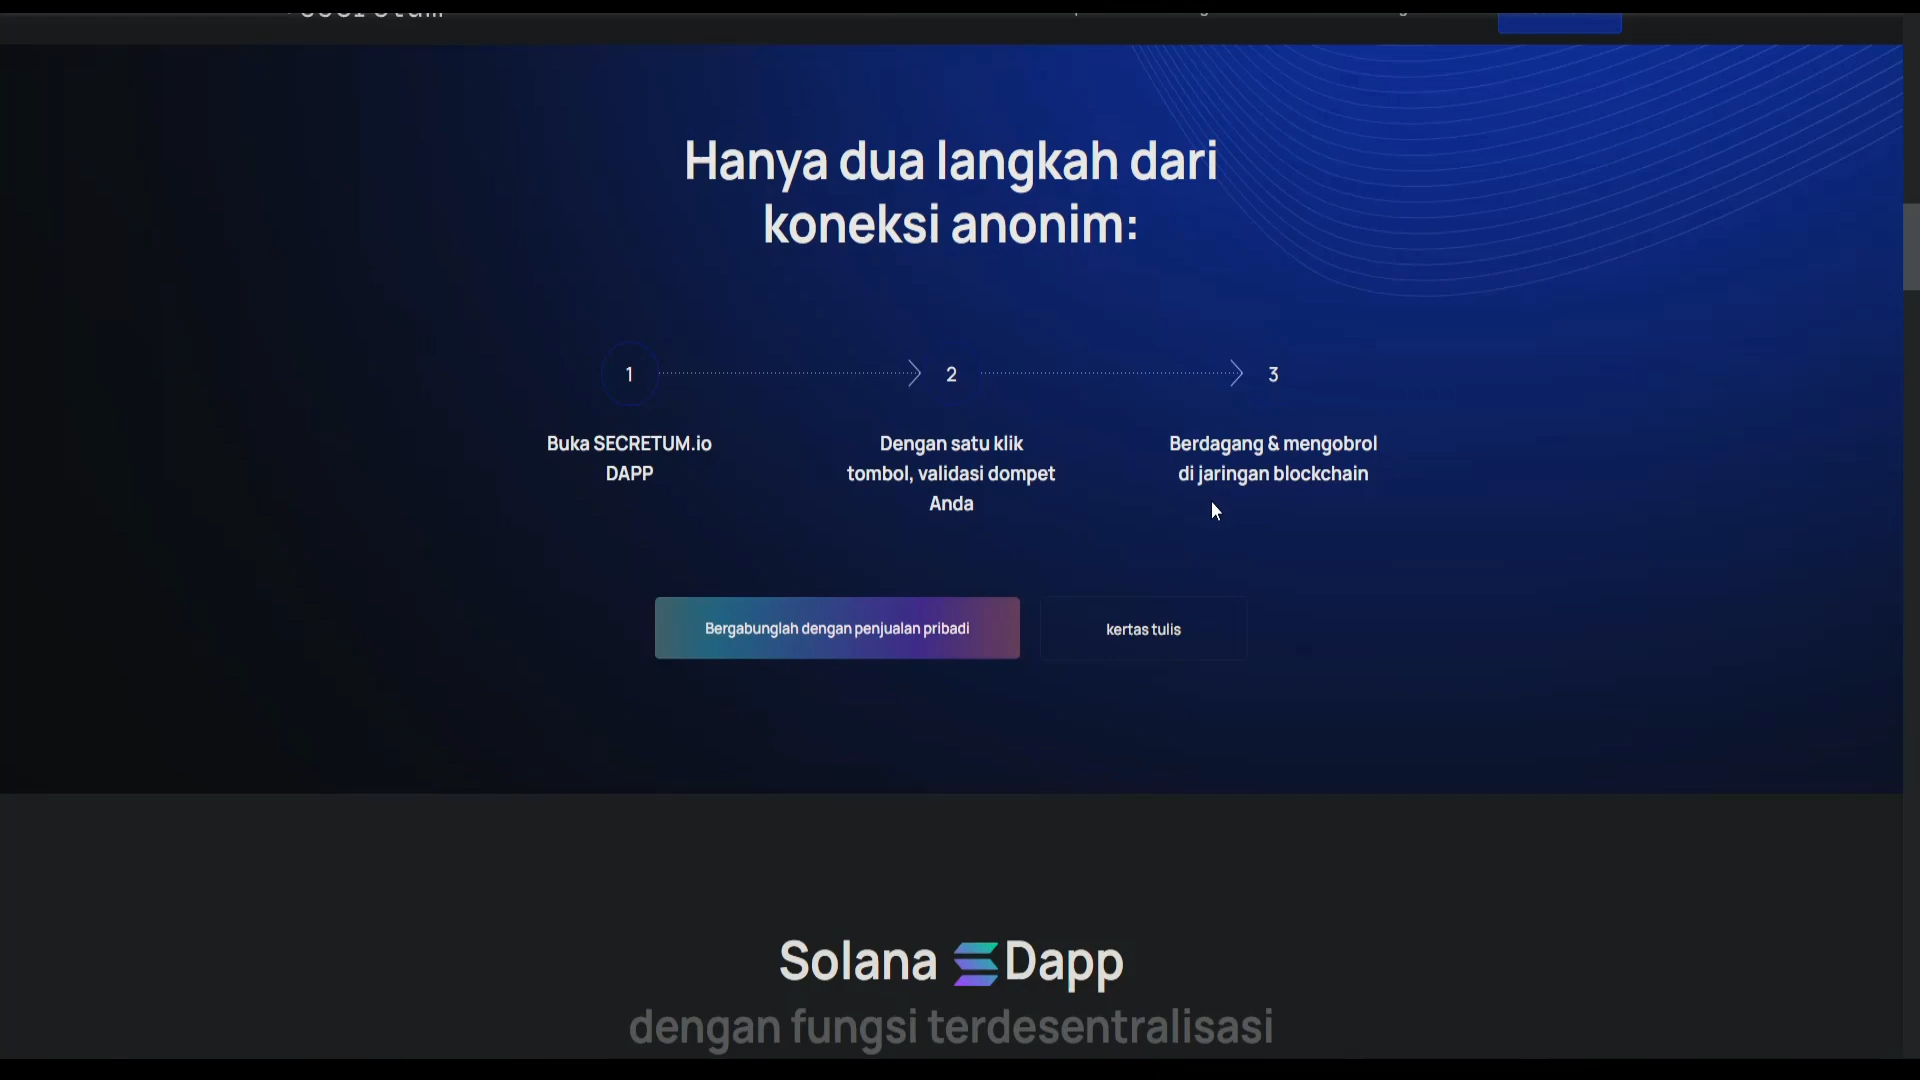 Hanya dua langkah dari
koneksi anonim:
1
2
3
Buka SECRETUM.io
DAPP
Dengan satu klik
tombol, validasi dompet
Anda
Berdagang & mengobrol
di jaringan blockchain
Bergabunglah dengan penjualan pribadi
kertas tulis
Solana Dapp
dengan fungsi terdesentralisasi